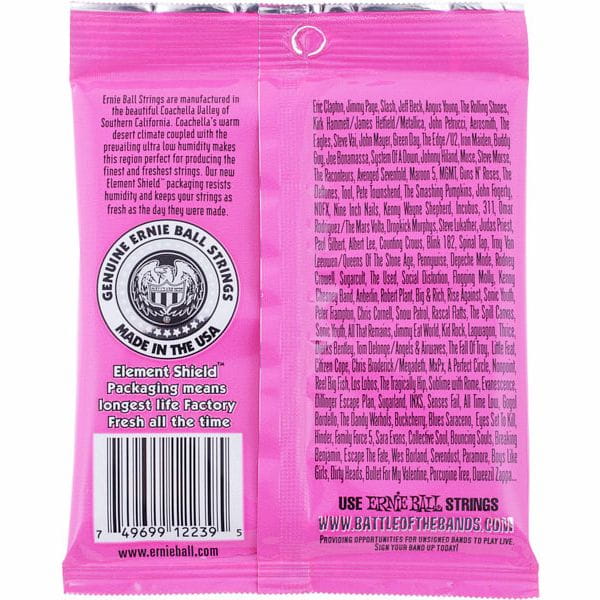 Ernie Ball Strings are manufactured in
the beautiful Coachella Valley of
Southern California. Coachella's warm
desert climate coupled with the
prevailing ultra low humidity makes
this region perfect for producing the
finest and freshest strings. Our new
Element Shield™ packaging resists
humidity and keeps your strings as
fresh as the day they were made.
GENUINE ERNIE BALL STRINGS
MADE IN THE USA
Element Shield™
Packaging means
longest life Factory
Fresh all the time
7 49699 12239 5
www.ernieball.com
Eric Clapton, Jimmy Page, Slash, Jeff Beck, Angus Young, The Rolling Stones,
Kirk Hammett/James Hetfield/Metallica, John Petrucci, Aerosmith, The
Eagles, Steve Vai, John Mayer, Green Day, The Edge/U2, Iron Maiden, Buddy
Guy, Joe Bonamassa, System Of A Down, Johnny Hiland, Muse, Steve Morse,
The Raconteurs, Avenged Sevenfold, Maroon 5, MGMT, Guns N' Roses, The
Deftones, Tool, Pete Townshend, The Smashing Pumpkins, John Fogerty,
NOFX, Nine Inch Nails, Kenny Wayne Shepherd, Incubus, 311, Omar
Rodriguez/The Mars Volta, Dropkick Murphys, Steve Lukather, Judas Priest,
Paul Gilbert, Albert Lee, Counting Crows, Blink 182, Spinal Tap, Troy Van
Leeuwen/Queens Of The Stone Age, Pennywise, Depeche Mode, Rodney
Crowell, Sugarcult, The Used, Social Distortion, Flogging Molly, Kenny
Chesney Band, Anberlin, Robert Plant, Big & Rich, Rise Against, Sonic Youth,
Peter Frampton, Chris Cornell, Snow Patrol, Rascal Flatts, The Spill Canvas,
Sonic Youth, All That Remains, Jimmy Eat World, Kid Rock, Lagwagon, Thrice,
Dierks Bentley, Tom Delonge/Angels & Airwaves, The Fall Of Troy, Little Feat,
Citizen Cope, Chris Broderick/Megadeth, MxPx, A Perfect Circle, Nonpoint,
Reel Big Fish, Los Lobos, The Tragically Hip, Sublime with Rome, Evanescence,
Dillinger Escape Plan, Sugarland, INXS, Senses Fail, All Time Low, Gogol
Bordello, The Dandy Warhols, Buckcherry, Blues Saraceno, Eyes Set To Kill,
Hinder, Family Force 5, Sara Evans, Collective Soul, Bouncing Souls, Breaking
Benjamin, Escape The Fate, Wes Borland, Sevendust, Paramore, Boys Like
Girls, Dirty Heads, Bullet For My Valentine, Porcupine Tree, Dweezil Zappa...
USE ERNIE BALL STRINGS
WWW.BATTLEOFTHEBANDS.COM
PROVIDING OPPORTUNITIES FOR UNSIGNED BANDS TO PLAY LIVE.
SIGN YOUR BAND UP TODAY!